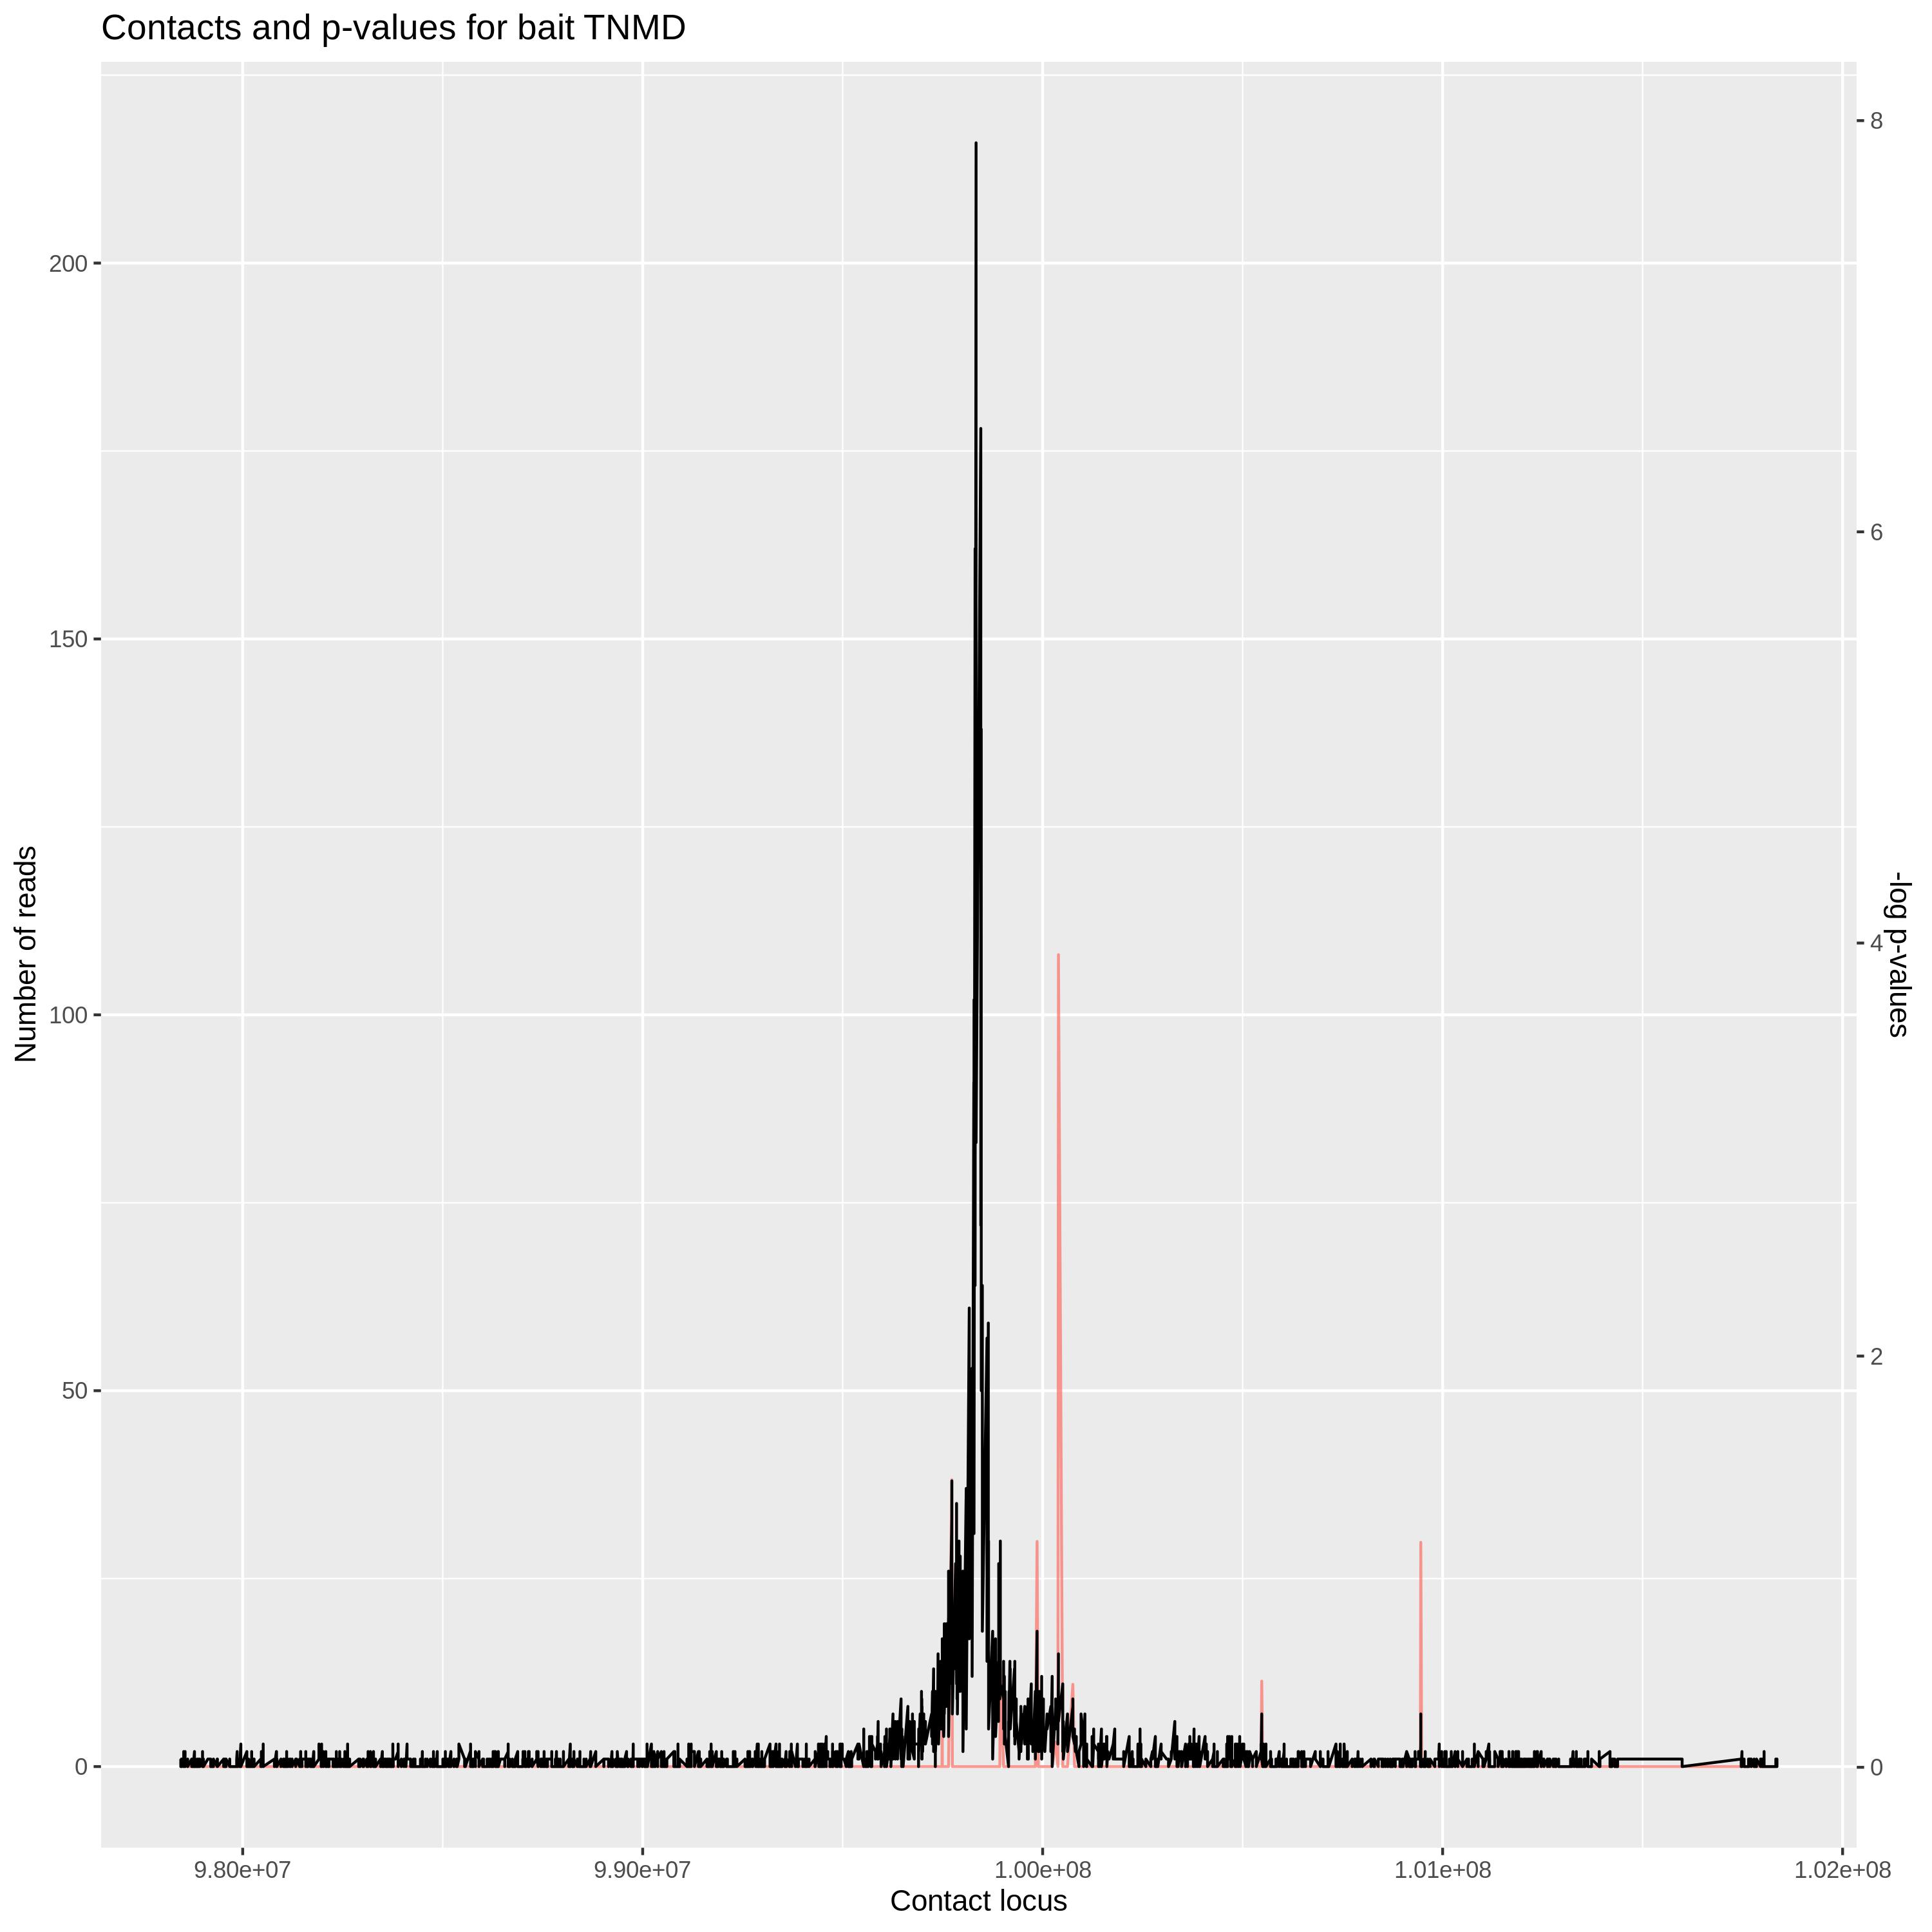 Contacts and p-values for bait TNMD
Number of reads
200
150
100
50
0
8
6
4
2
0
-log p-values
9.80e+07 9.90e+07 1.00e+08 1.01e+08 1.02e+08
Contact locus